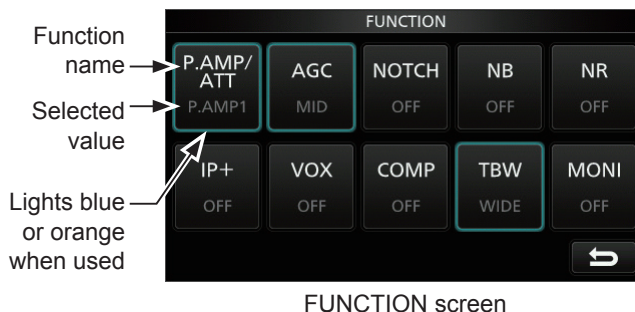 FUNCTION
Function
name
P.AMP/
ATT
AGC
NOTCH
NB
NR
Selected
value
P.AMP1
MID
OFF
OFF
OFF
IP+
VOX
COMP
TBW
MONI
Lights blue
or orange
when used
OFF
OFF
OFF
WIDE
OFF
FUNCTION screen